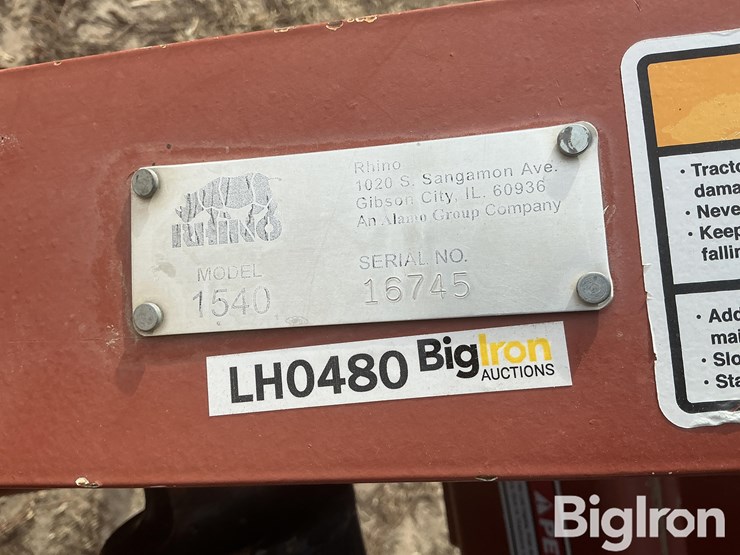 Rhino
1020 S. Sangamon Ave.
Gibson City, IL. 60936
An Alamo Group Company
RHINO
MODEL
1540
SERIAL NO.
16745
LH0480 BigIron
AUCTIONS
• Tracto
dama
• Neve
• Keep
fallin
• Add
mai
• Slo
• Sta
BigIron